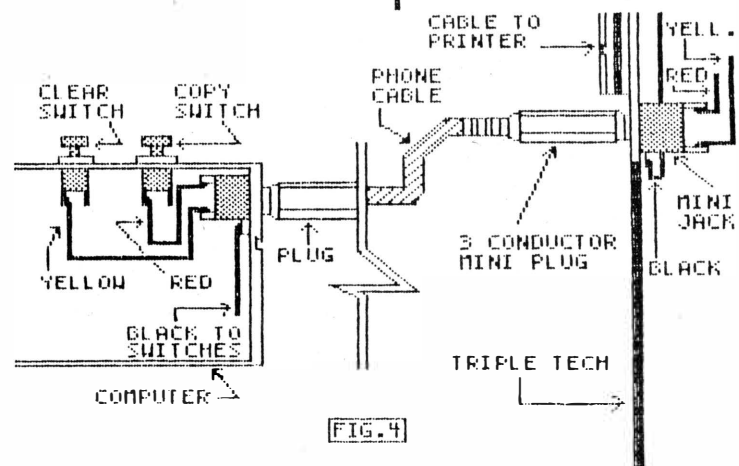 CABLE TO
PRINTER
YELL.
RED
PHONE
CABLE
CLEAR
SWITCH
COPY
SWITCH
MINI
JACK
BLACK
3 CONDUCTOR
MINI PLUG
PLUG
YELLOW
RED
BLACK TO
SWITCHES
COMPUTER
TRIPLE TECH
FIG.4